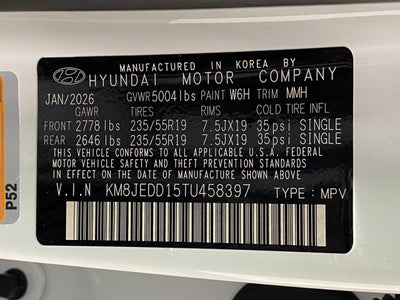 MANUFACTURED IN KOREA BY
HYUNDAI MOTOR COMPANY
JAN/2026 GVWR 5004 lbs PAINT W6H TRIM MMH
GAWR TIRES RIMS COLD TIRE INFL
FRONT 2778 lbs 235/55R19 7.5JX19 35psi SINGLE
REAR 2646 lbs 235/55R19 7.5JX19 35psi SINGLE
THIS VEHICLE CONFORMS TO ALL APPLICABLE U.S.A. FEDERAL
MOTOR VEHICLE SAFETY AND THEFT PREVENTION STANDARDS
IN EFFECT ON THE DATE OF MANUFACTURE SHOWN ABOVE.
V.I.N KM8JEDD15TU458397 TYPE : MPV
P52